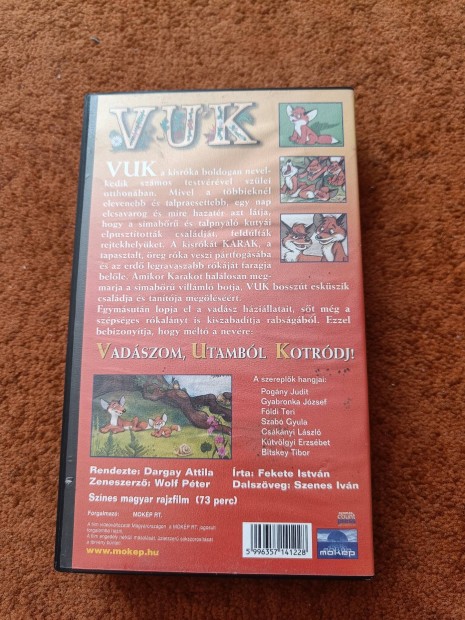 VUK
VUK a kisróka boldogan nevel-
kedik számos testvérével szülei
otthonában. Mivel a többieknél
elevenebb és talpraesettebb, egy nap
elcsavarog és mire hazatér azt látja,
hogy a simabőrű és talpnyaló kutyái
elpusztították családját, feldúlták
rejtekhelyüket. A kisrókát KARAK, a
tapasztalt, öreg róka veszi pártfogásába
és az erdő legravaszabb rókáját faragja
belőle. Amikor Karakot halálosan meg-
marja a simabőrű villámló botja, VUK bosszút esküszik
családja és tanítója megöléséért.
Egymásután lopja el a vadász háziállatait, sőt még a
szépséges rókalányt is kiszabadítja rabságából. Ezzel
bebizonyítja, hogy méltó a nevére:
VADÁSZOM, UTAMBÓL KOTRÓDJ!
A szereplők hangjai:
Pogány Judit
Gyabronka József
Földi Teri
Szabó Gyula
Csákányi László
Kútvölgyi Erzsébet
Bitskey Tibor
Rendezte: Dargay Attila
Zeneszerző: Wolf Péter
Írta: Fekete István
Dalszöveg: Szenes Iván
Színes magyar rajzfilm (73 perc)
Forgalmazó: MOKÉP RT.
www.mokep.hu
5 996357 141228
mokép